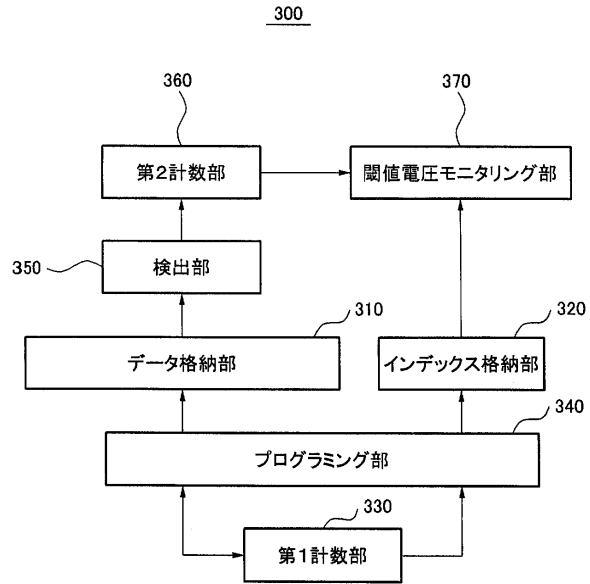 300
360
370
第2計数部
閾値電圧モニタリング部
350
検出部
310
320
データ格納部
インデックス格納部
340
プログラミング部
330
第1計数部